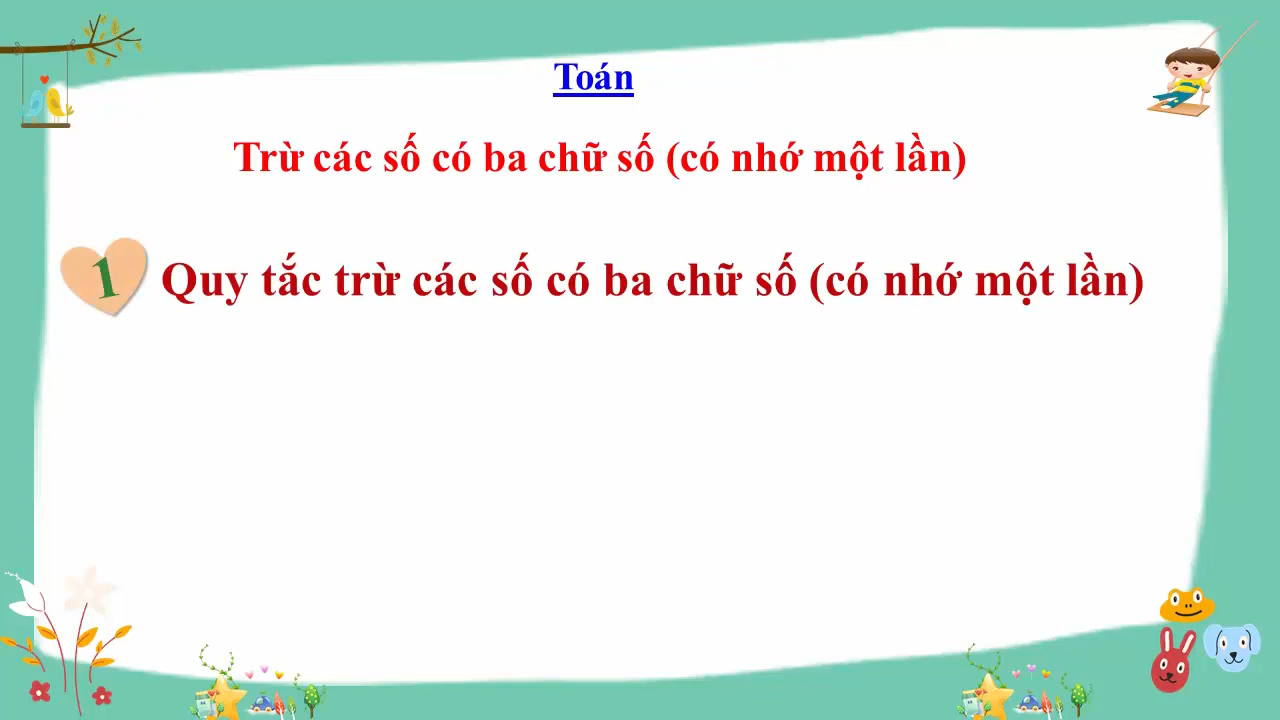 Toán
Trừ các số có ba chữ số (có nhớ một lần)
1 Quy tắc trừ các số có ba chữ số (có nhớ một lần)